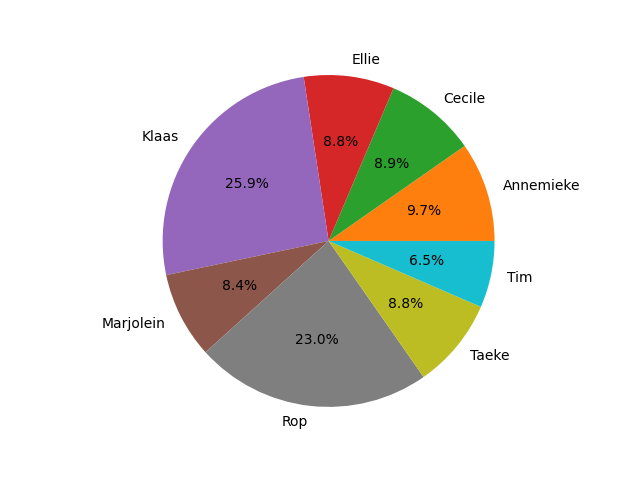 Ellie
Cecile
Klaas
8.8%
8.9%
Annemieke
25.9%
9.7%
6.5%
Tim
8.4%
8.8%
Marjolein
23.0%
Taeke
Rop